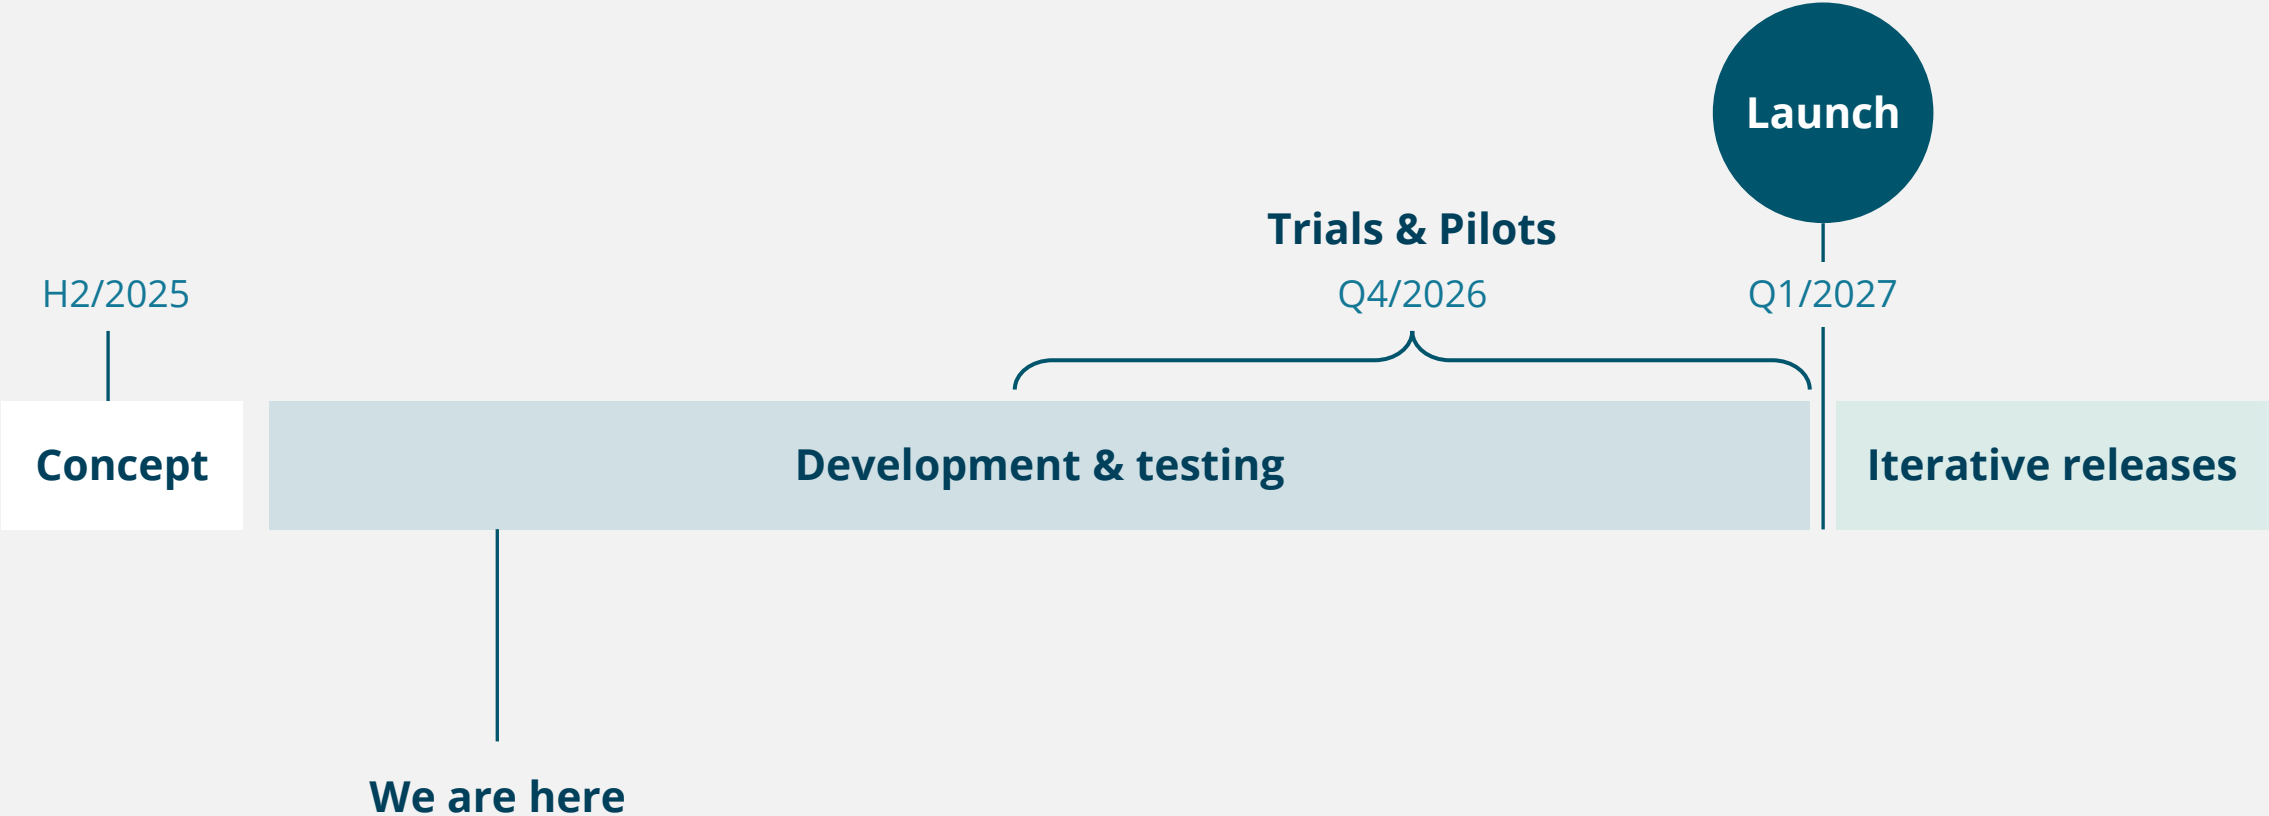 Launch
Trials & Pilots
H2/2025
Q4/2026
Q1/2027
Concept
Development & testing
Iterative releases
We are here